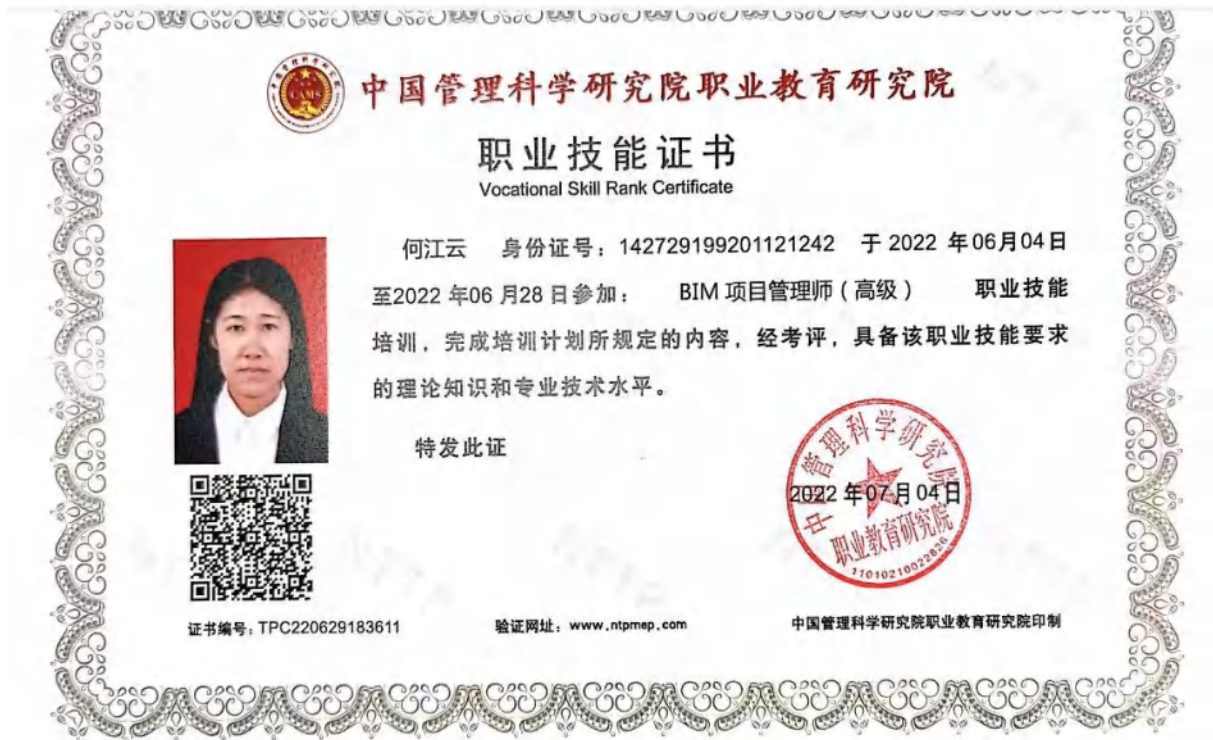 中国管理科学研究院职业教育研究院
CAMS
职业技能证书
Vocational Skill Rank Certificate
何江云 身份证号：142729199201121242 于 2022 年06月04日
至2022 年06 月28 日参加： BIM 项目管理师（高级） 职业技能
培训，完成培训计划所规定的内容，经考评，具备该职业技能要求
的理论知识和专业技术水平。
特发此证
中国管理科学研究院
2022 年07月04日
职业教育研究院
11010210022826
证书编号：TPC220629183611 验证网址：www.ntpmep.com 中国管理科学研究院职业教育研究院印制